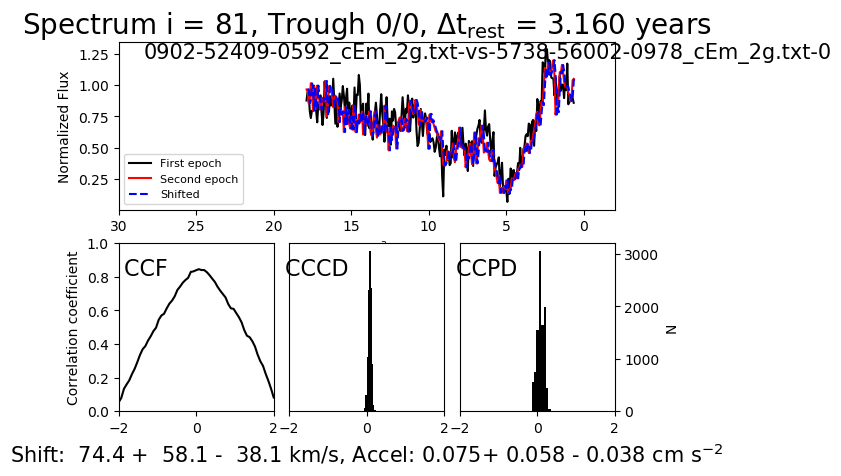 Spectrum i = 81, Trough 0/0, Δt_rest = 3.160 years
0902-52409-0592_cEm_2g.txt-vs-5738-56002-0978_cEm_2g.txt-0
Normalized Flux
1.25
1.00
0.75
0.50
0.25
First epoch
Second epoch
Shifted
30 25 20 15 10 5 0
Correlation coefficient
1.0
0.8
0.6
0.4
0.2
0.0
CCF
CCCD
CCPD
3000
2000
1000
0
N
−2 0 2
−2 0 2
−2 0 2
Shift: 74.4 + 58.1 - 38.1 km/s, Accel: 0.075+ 0.058 - 0.038 cm s⁻²